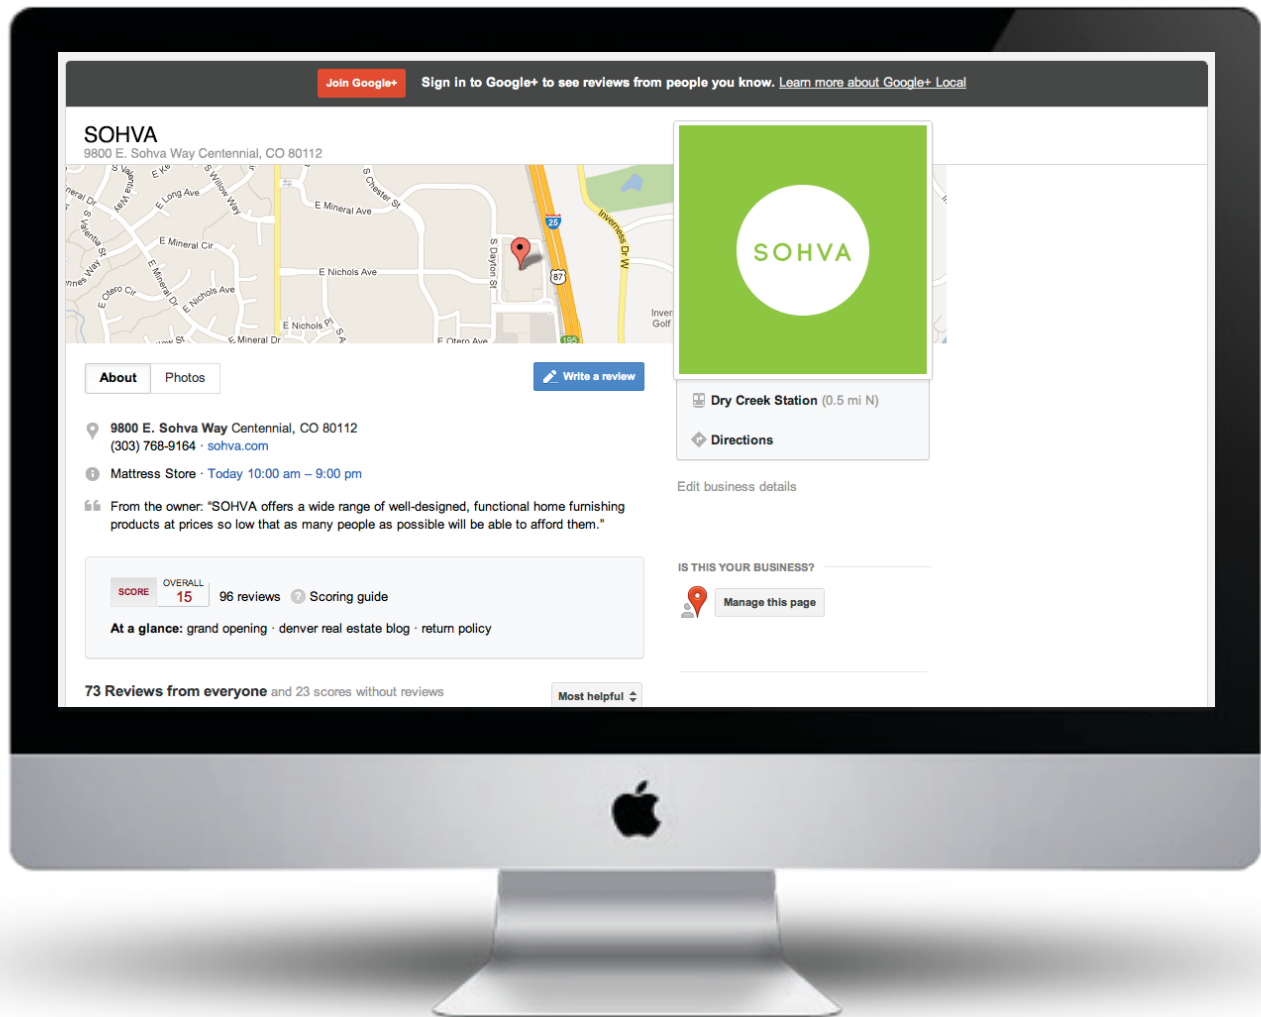 Join Google+
Sign in to Google+ to see reviews from people you know. Learn more about Google+ Local
SOHVA
9800 E. Sohva Way Centennial, CO 80112
S Willow Way
E Long Ave
S Chester St
E Mineral Ave
25
Inverness Dr W
E Mineral Cir
S Dayton St
E Nichols Ave
87
E Otero Cir
E Mineral Dr
E Nichols Ave
E Nichols Pl
E Mineral Dr
E Otero Ave
195
Golf
SOHVA
About
Photos
Write a review
Dry Creek Station (0.5 mi N)
Directions
9800 E. Sohva Way Centennial, CO 80112
(303) 768-9164 · sohva.com
Mattress Store · Today 10:00 am – 9:00 pm
From the owner: “SOHVA offers a wide range of well-designed, functional home furnishing
products at prices so low that as many people as possible will be able to afford them.”
Edit business details
IS THIS YOUR BUSINESS?
Manage this page
SCORE
OVERALL
15
96 reviews
Scoring guide
At a glance: grand opening · denver real estate blog · return policy
73 Reviews from everyone and 23 scores without reviews
Most helpful